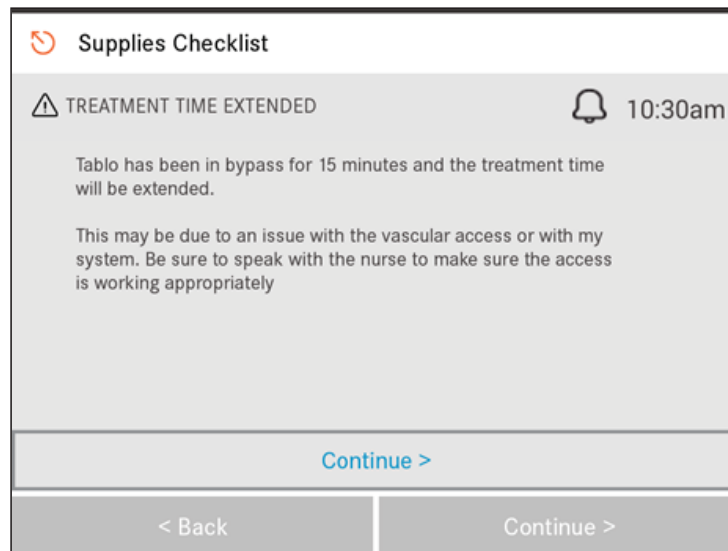 Supplies Checklist
TREATMENT TIME EXTENDED
10:30am
Tablo has been in bypass for 15 minutes and the treatment time
will be extended.
This may be due to an issue with the vascular access or with my
system. Be sure to speak with the nurse to make sure the access
is working appropriately
Continue >
< Back
Continue >